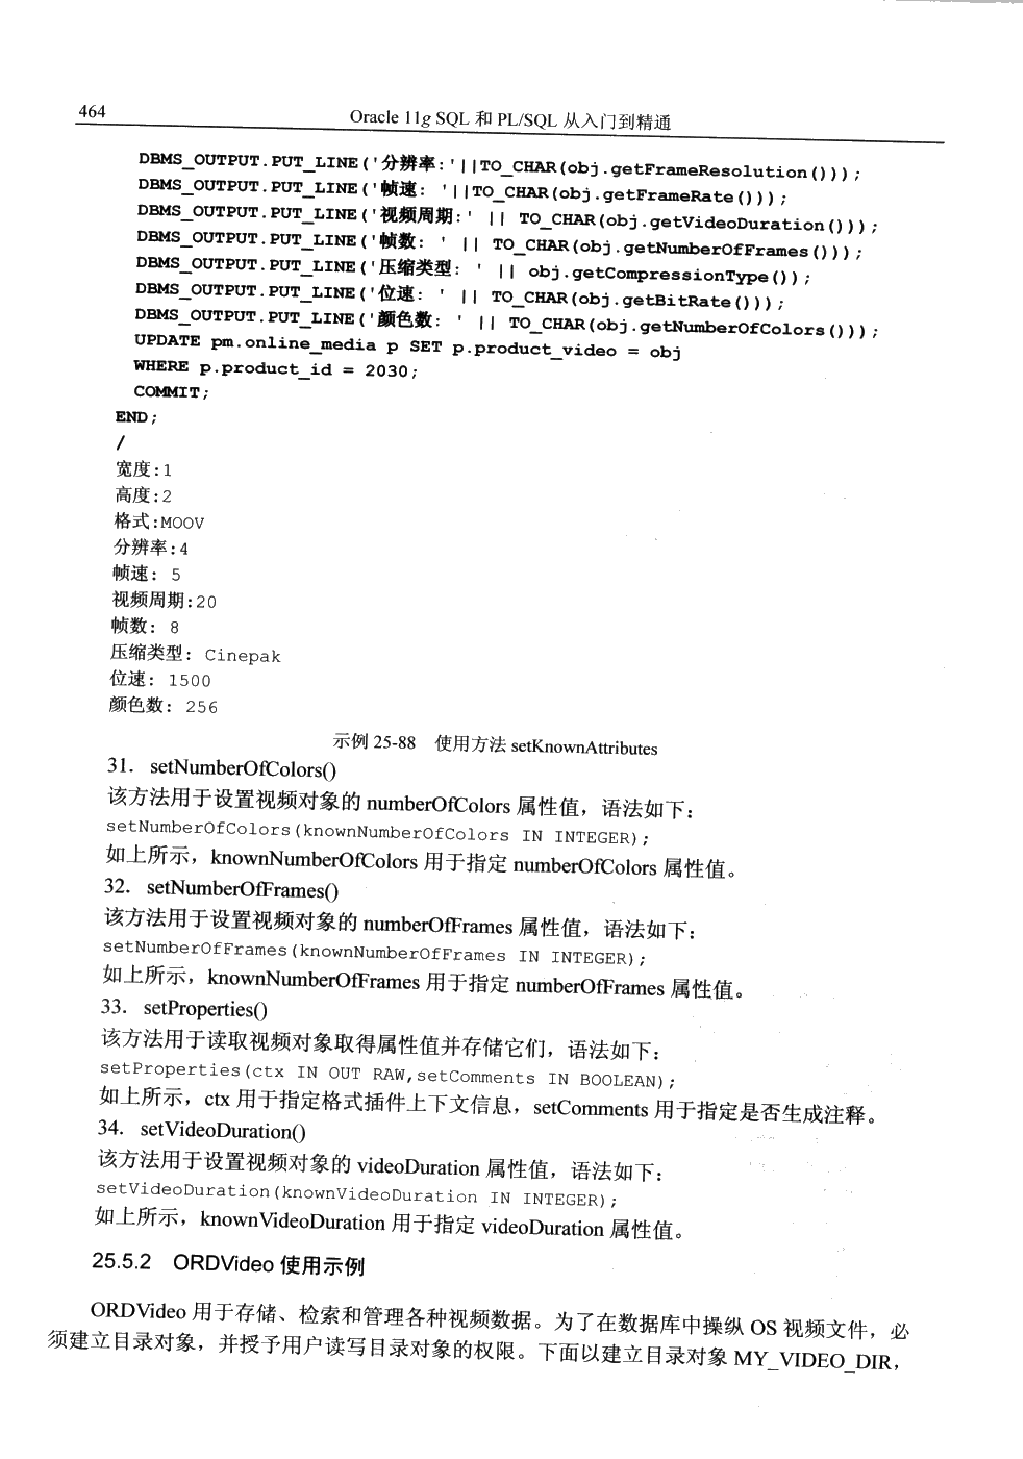 464
Oracle 11g SQL 和 PL/SQL 从入门到精通
DBMS_OUTPUT.PUT_LINE('分辨率:'||TO_CHAR(obj.getFrameResolution()));
DBMS_OUTPUT.PUT_LINE('帧速: '||TO_CHAR(obj.getFrameRate()));
DBMS_OUTPUT.PUT_LINE('视频周期:' || TO_CHAR(obj.getVideoDuration()));
DBMS_OUTPUT.PUT_LINE('帧数: ' || TO_CHAR(obj.getNumberOfFrames()));
DBMS_OUTPUT.PUT_LINE('压缩类型: ' || obj.getCompressionType());
DBMS_OUTPUT.PUT_LINE('位速: ' || TO_CHAR(obj.getBitRate()));
DBMS_OUTPUT.PUT_LINE('颜色数: ' || TO_CHAR(obj.getNumberOfColors()));
UPDATE pm.online_media p SET p.product_video = obj
WHERE p.product_id = 2030;
COMMIT;
END;
/
宽度:1
高度:2
格式:MOOV
分辨率:4
帧速: 5
视频周期:20
帧数: 8
压缩类型: Cinepak
位速: 1500
颜色数: 256
示例 25-88 使用方法 setKnownAttributes
31. setNumberOfColors()
该方法用于设置视频对象的 numberOfColors 属性值，语法如下：
setNumberOfColors(knownNumberOfColors IN INTEGER);
如上所示，knownNumberOfColors 用于指定 numberOfColors 属性值。
32. setNumberOfFrames()
该方法用于设置视频对象的 numberOfFrames 属性值，语法如下：
setNumberOfFrames(knownNumberOfFrames IN INTEGER);
如上所示，knownNumberOfFrames 用于指定 numberOfFrames 属性值。
33. setProperties()
该方法用于读取视频对象取得属性值并存储它们，语法如下：
setProperties(ctx IN OUT RAW,setComments IN BOOLEAN);
如上所示，ctx 用于指定格式插件上下文信息，setComments 用于指定是否生成注释。
34. setVideoDuration()
该方法用于设置视频对象的 videoDuration 属性值，语法如下：
setVideoDuration(knownVideoDuration IN INTEGER);
如上所示，knownVideoDuration 用于指定 videoDuration 属性值。
25.5.2 ORDVideo 使用示例
ORDVideo 用于存储、检索和管理各种视频数据。为了在数据库中操纵 OS 视频文件，必
须建立目录对象，并授予用户读写目录对象的权限。下面以建立目录对象 MY_VIDEO_DIR，